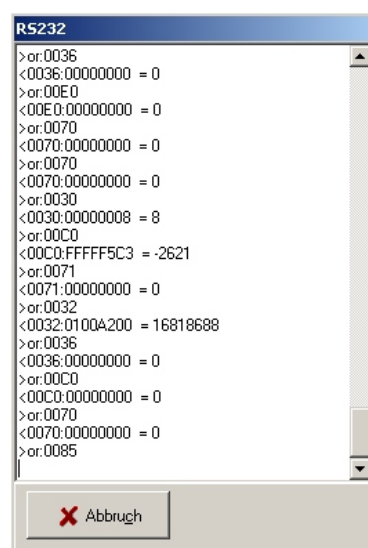 RS232
>or:0036
<0036:00000000 = 0
>or:00E0
<00E0:00000000 = 0
>or:0070
<0070:00000000 = 0
>or:0070
<0070:00000000 = 0
>or:0030
<0030:00000008 = 8
>or:00C0
<00C0:FFFFF5C3 = -2621
>or:0071
<0071:00000000 = 0
>or:0032
<0032:0100A200 = 16818688
>or:0036
<0036:00000000 = 0
>or:00C0
<00C0:00000000 = 0
>or:0070
<0070:00000000 = 0
>or:0085
Abbruch